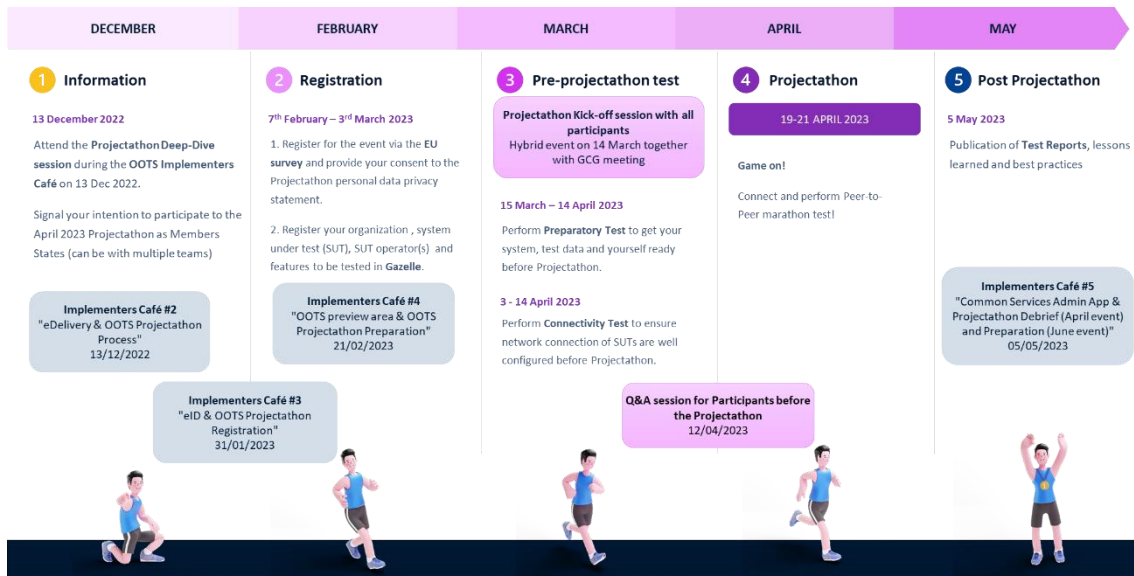 DECEMBER
FEBRUARY
MARCH
APRIL
MAY
1 Information
13 December 2022
Attend the Projectathon Deep-Dive
session during the OOTS Implementers
Café on 13 Dec 2022.
Signal your intention to participate to the
April 2023 Projectathon as Members
States (can be with multiple teams)
Implementers Café #2
"eDelivery & OOTS Projectathon
Process"
13/12/2022
Implementers Café #3
"eID & OOTS Projectathon
Registration"
31/01/2023
2 Registration
7th February – 3rd March 2023
1. Register for the event via the EU
survey and provide your consent to the
Projectathon personal data privacy
statement.
2. Register your organization , system
under test (SUT), SUT operator(s) and
features to be tested in Gazelle.
Implementers Café #4
"OOTS preview area & OOTS
Projectathon Preparation"
21/02/2023
3 Pre-projectathon test
Projectathon Kick-off session with all
participants
Hybrid event on 14 March together
with GCG meeting
15 March – 14 April 2023
Perform Preparatory Test to get your
system, test data and yourself ready
before Projectathon.
3 - 14 April 2023
Perform Connectivity Test to ensure
network connection of SUTs are well
configured before Projectathon.
Q&A session for Participants before
the Projectathon
12/04/2023
4 Projectathon
19-21 APRIL 2023
Game on!
Connect and perform Peer-to-
Peer marathon test!
5 Post Projectathon
5 May 2023
Publication of Test Reports, lessons
learned and best practices
Implementers Café #5
"Common Services Admin App &
Projectathon Debrief (April event)
and Preparation (June event)"
05/05/2023